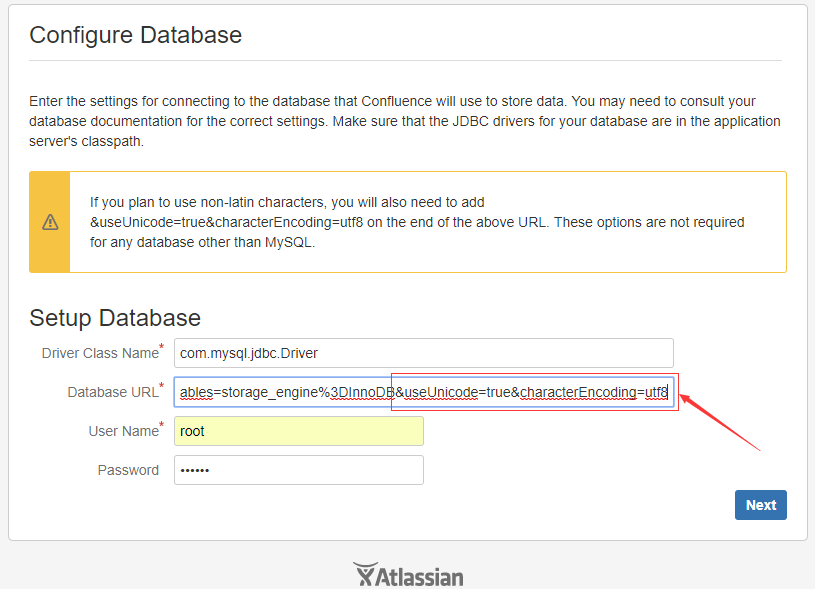 Configure Database
Enter the settings for connecting to the database that Confluence will use to store data. You may need to consult your
database documentation for the correct settings. Make sure that the JDBC drivers for your database are in the application
server's classpath.
If you plan to use non-latin characters, you will also need to add
&useUnicode=true&characterEncoding=utf8 on the end of the above URL. These options are not required
for any database other than MySQL.
Setup Database
Driver Class Name* com.mysql.jdbc.Driver
Database URL* ables=storage_engine%3DInnoDB&useUnicode=true&characterEncoding=utf8
User Name* root
Password ••••••
Next
Atlassian